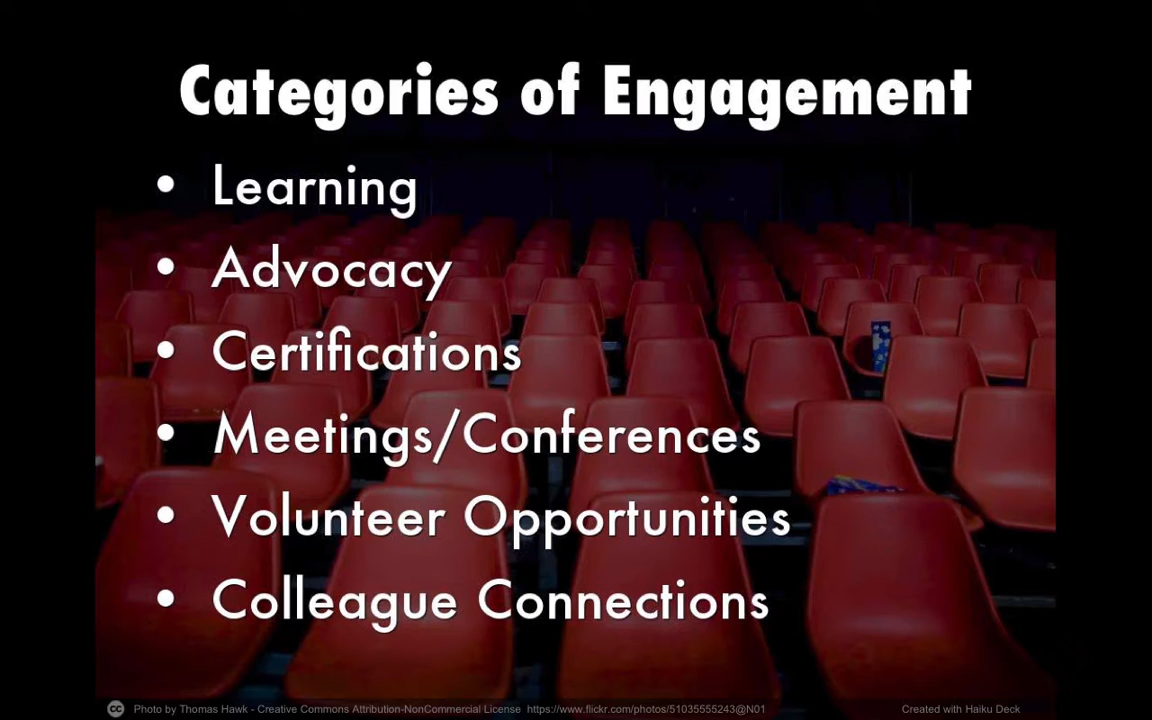 Categories of Engagement
• Learning
• Advocacy
• Certifications
• Meetings/Conferences
• Volunteer Opportunities
• Colleague Connections
cc Photo by Thomas Hawk - Creative Commons Attribution-NonCommercial License https://www.flickr.com/photos/51035555243@N01 Created with Haiku Deck